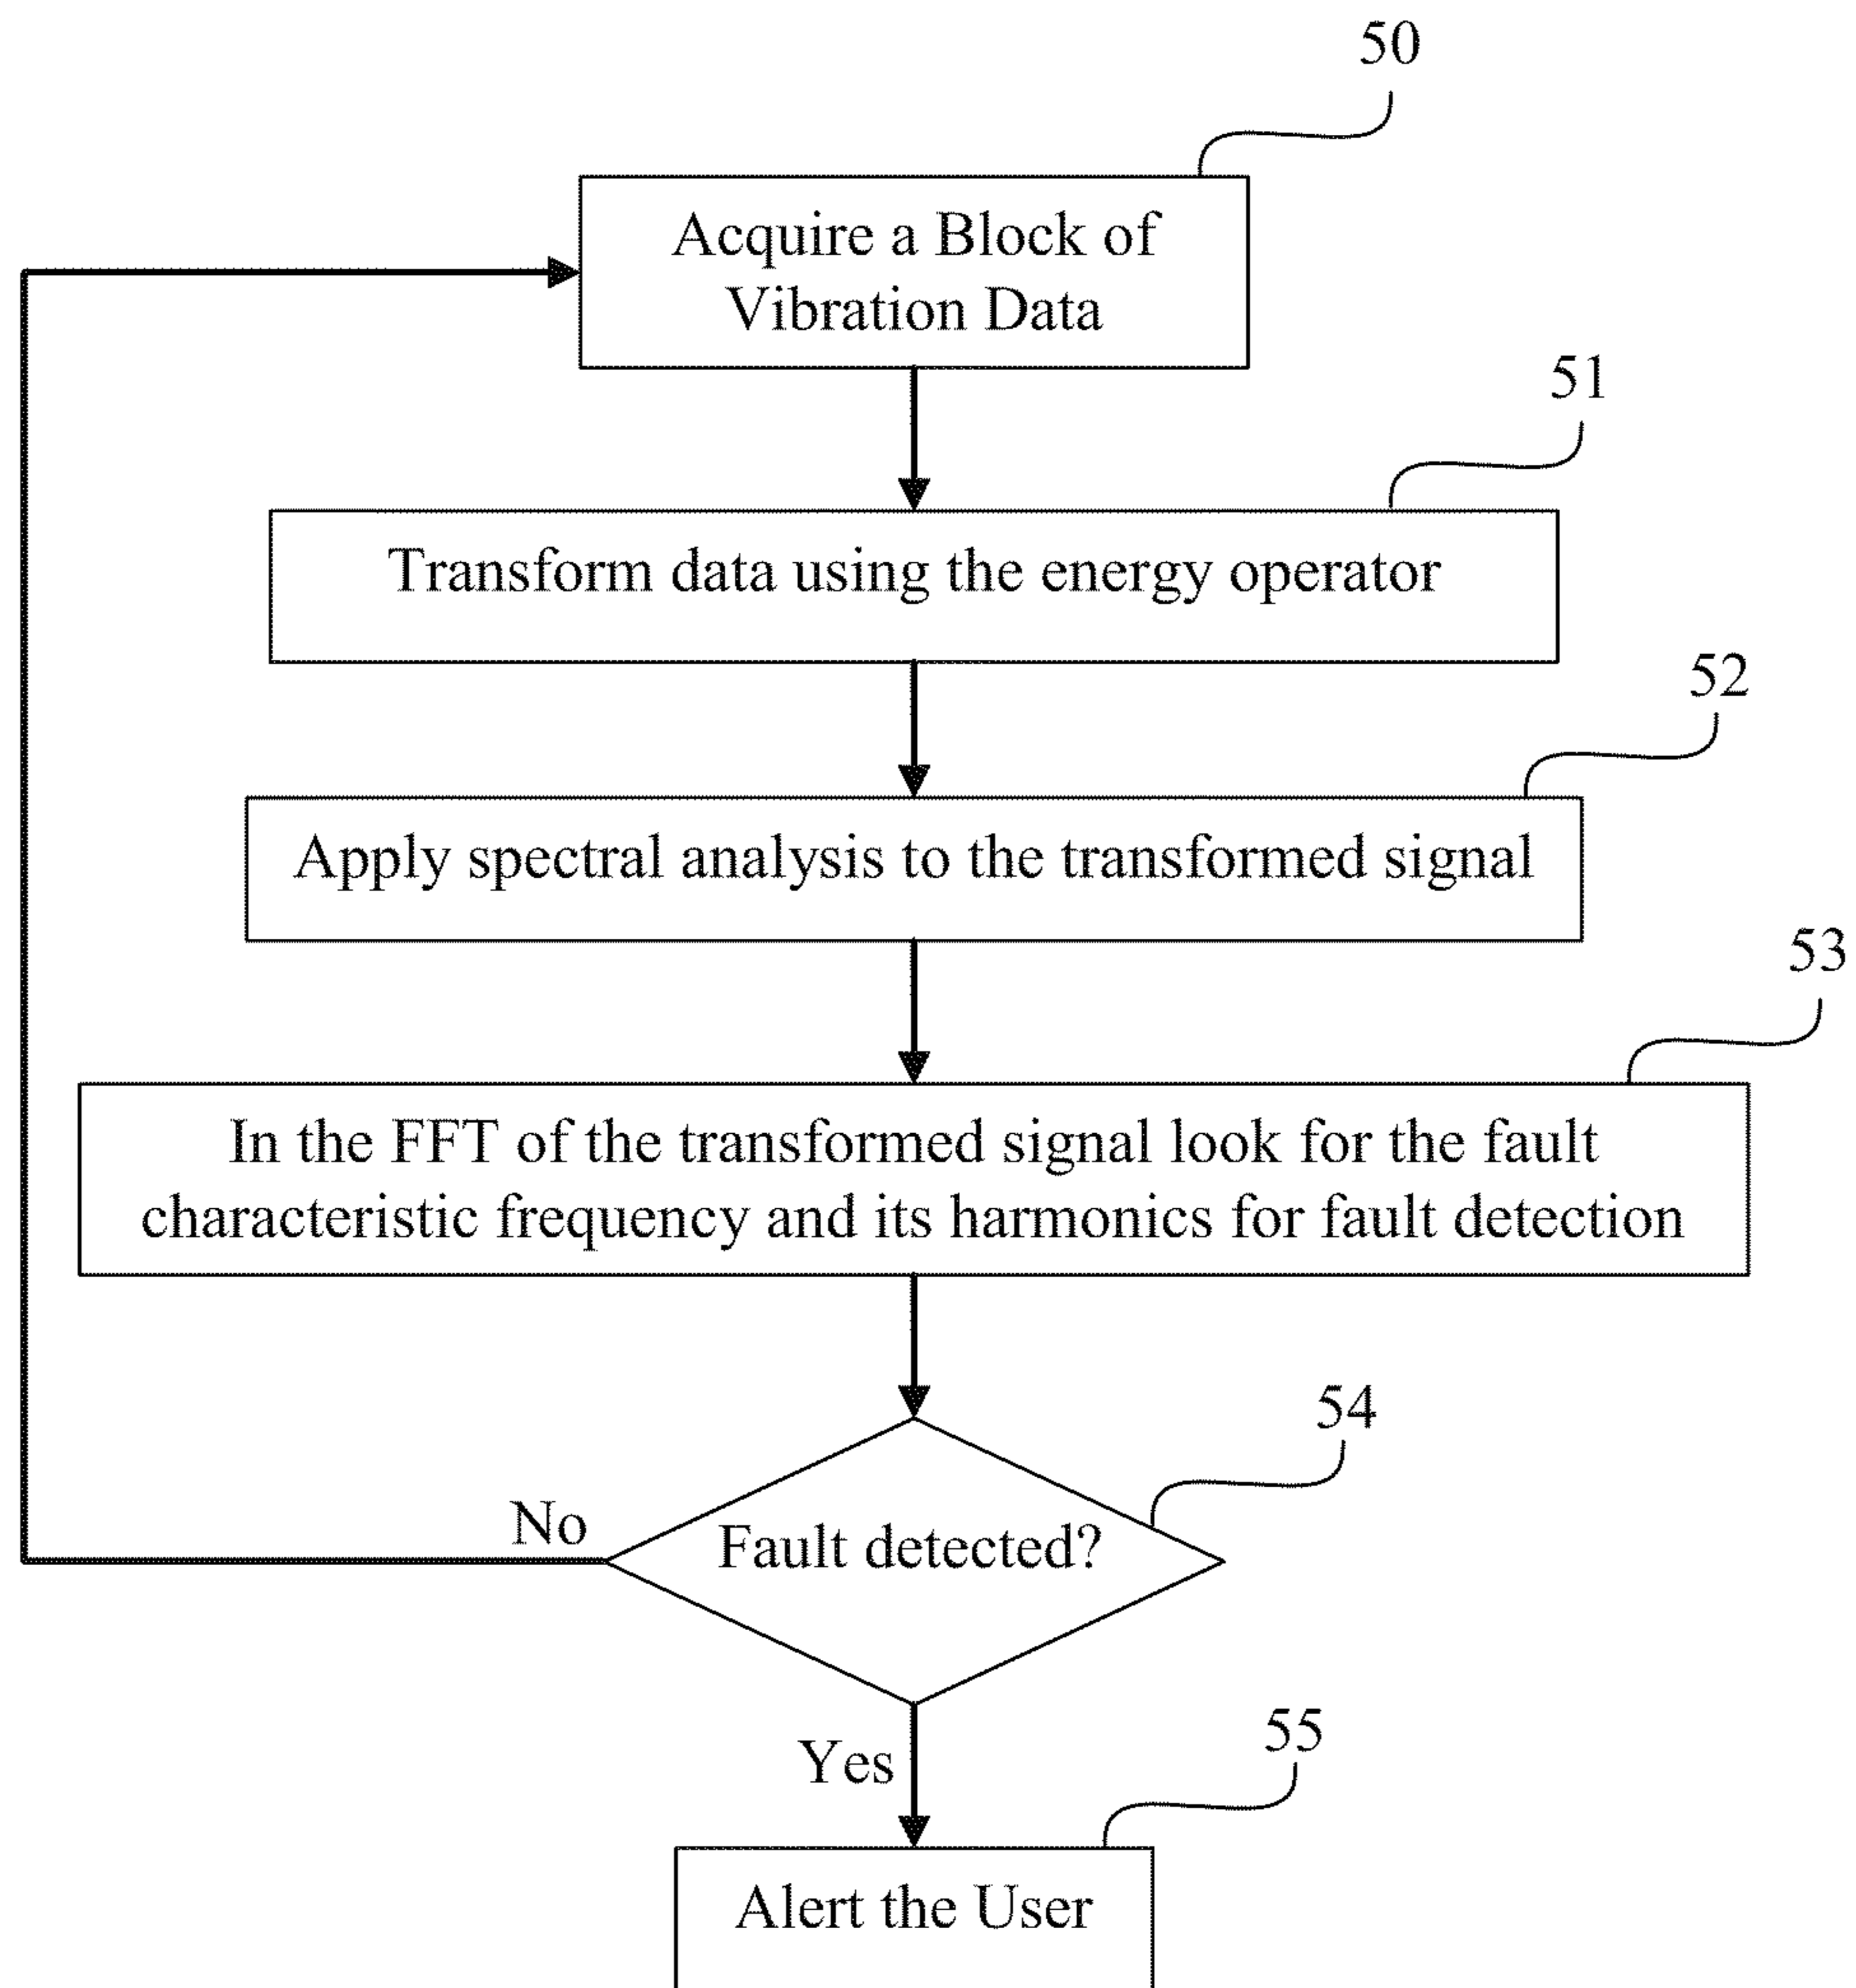 50
Acquire a Block of
Vibration Data
51
Transform data using the energy operator
52
Apply spectral analysis to the transformed signal
53
In the FFT of the transformed signal look for the fault
characteristic frequency and its harmonics for fault detection
54
No
Fault detected?
Yes
55
Alert the User